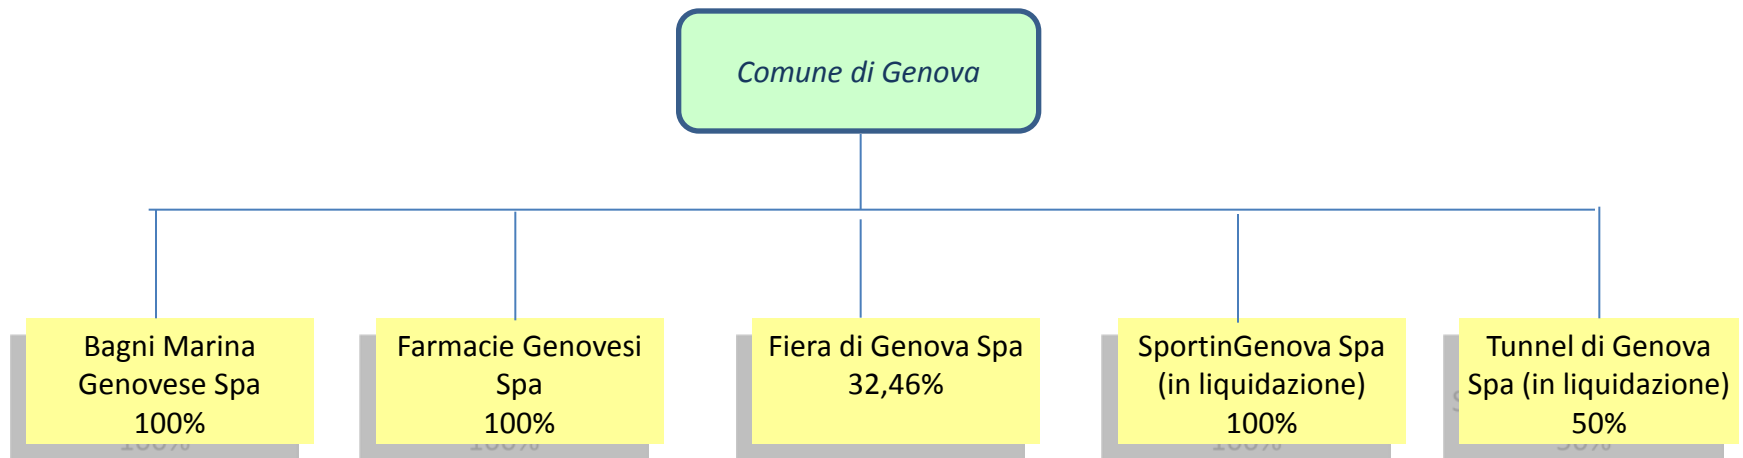 Comune di Genova
Bagni Marina
Genovese Spa
100%
Farmacie Genovesi
Spa
100%
Fiera di Genova Spa
32,46%
SportinGenova Spa
(in liquidazione)
100%
Tunnel di Genova
Spa (in liquidazione)
50%